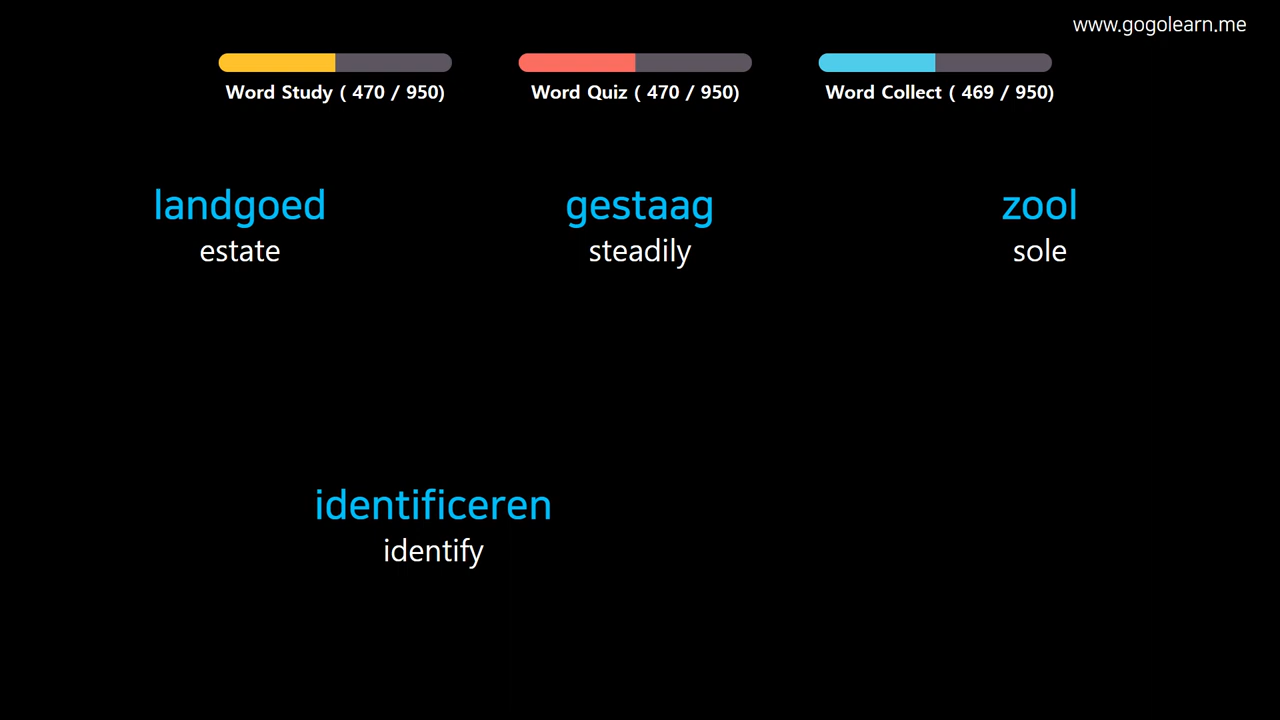 www.gogolearn.me
Word Study ( 470 / 950)
Word Quiz ( 470 / 950)
Word Collect ( 469 / 950)
landgoed
estate
gestaag
steadily
zool
sole
identificeren
identify